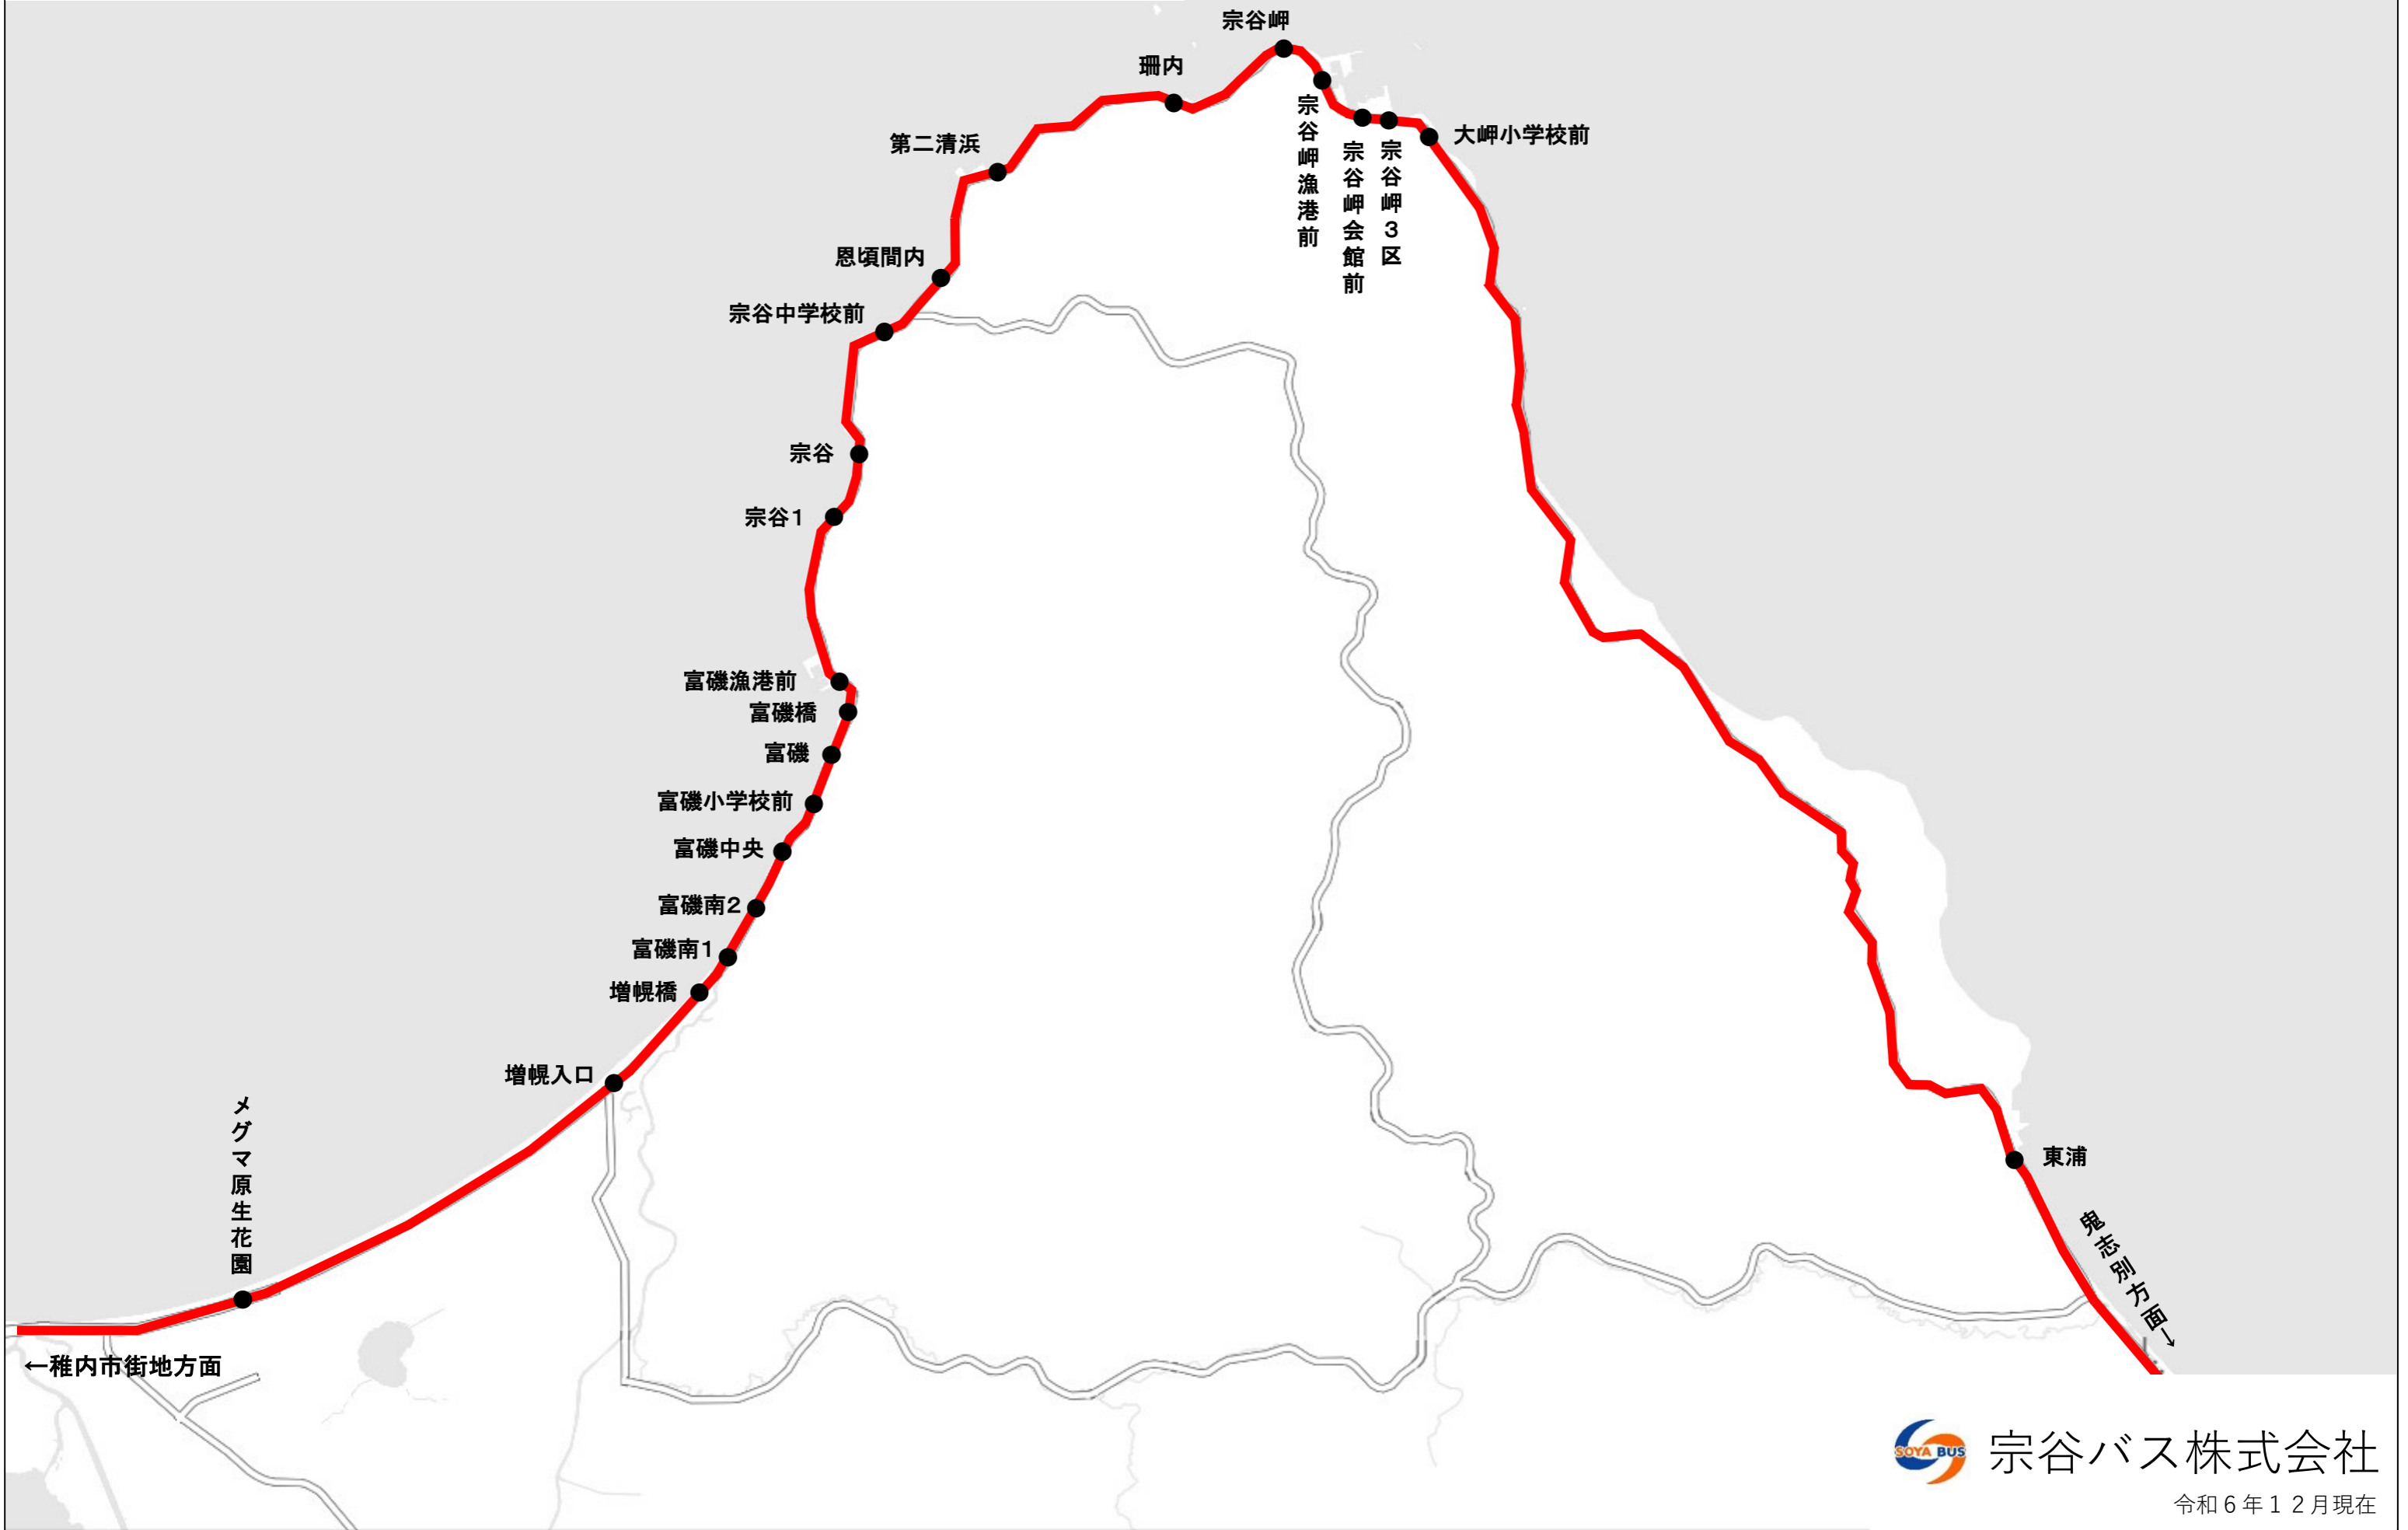 宗谷岬
珊内
宗谷岬漁港前
宗谷岬会館前
宗谷岬3区
大岬小学校前
第二清浜
恩頃間内
宗谷中学校前
宗谷
宗谷1
富磯漁港前
富磯橋
富磯
富磯小学校前
富磯中央
富磯南2
富磯南1
増幌橋
増幌入口
メグマ原生花園
東浦
鬼志別方面→
←稚内市街地方面
SOYA BUS
宗谷バス株式会社
令和6年12月現在